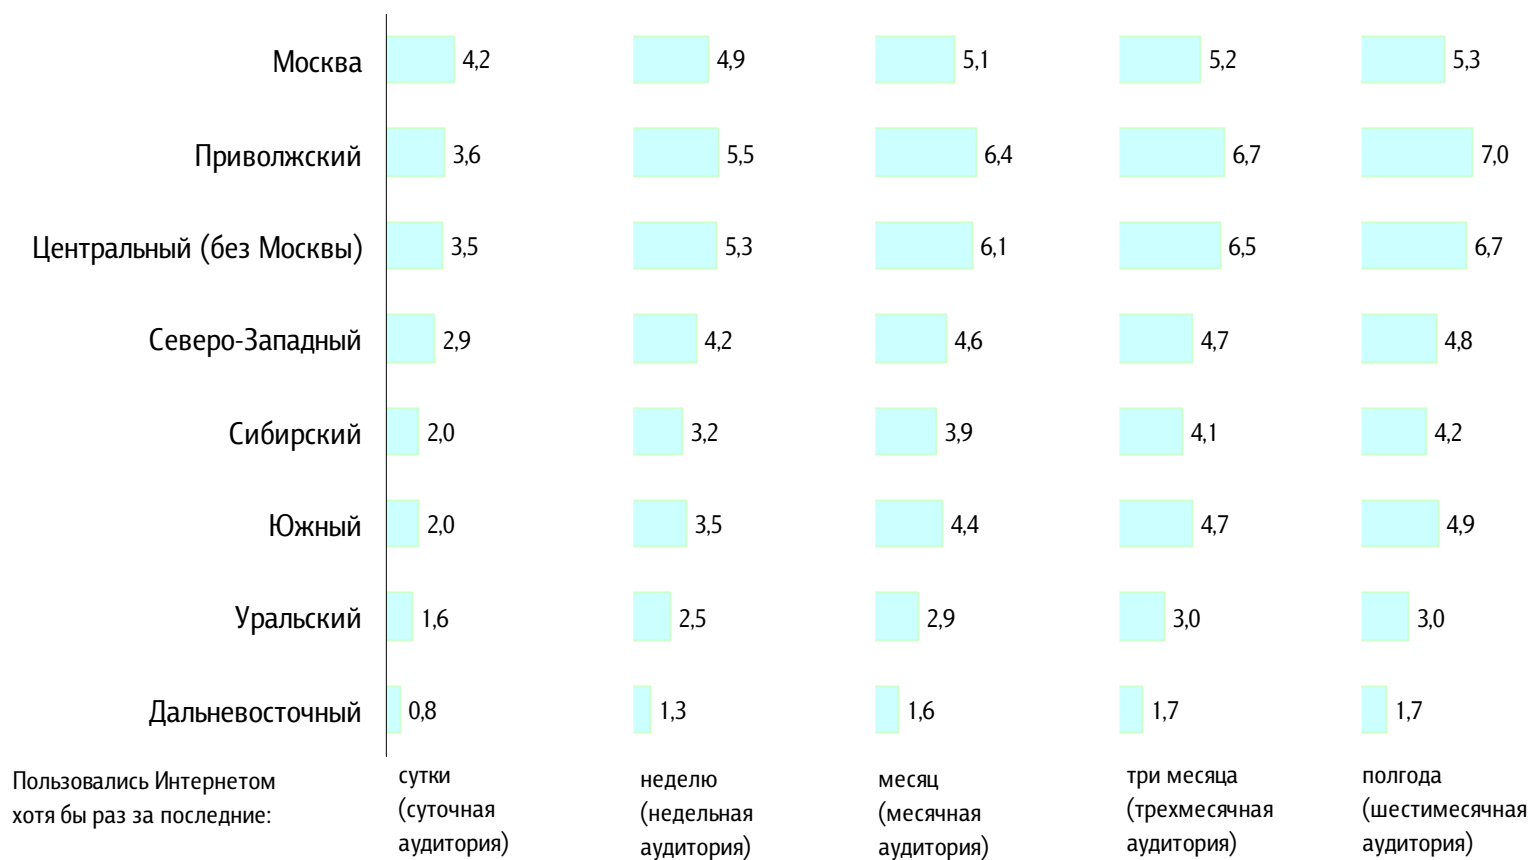 Москва 4,2 4,9 5,1 5,2 5,3
Приволжский 3,6 5,5 6,4 6,7 7,0
Центральный (без Москвы) 3,5 5,3 6,1 6,5 6,7
Северо-Западный 2,9 4,2 4,6 4,7 4,8
Сибирский 2,0 3,2 3,9 4,1 4,2
Южный 2,0 3,5 4,4 4,7 4,9
Уральский 1,6 2,5 2,9 3,0 3,0
Дальневосточный 0,8 1,3 1,6 1,7 1,7
Пользовались Интернетом
хотя бы раз за последние:
сутки
(суточная
аудитория)
неделю
(недельная
аудитория)
месяц
(месячная
аудитория)
три месяца
(трехмесячная
аудитория)
полгода
(шестимесячная
аудитория)